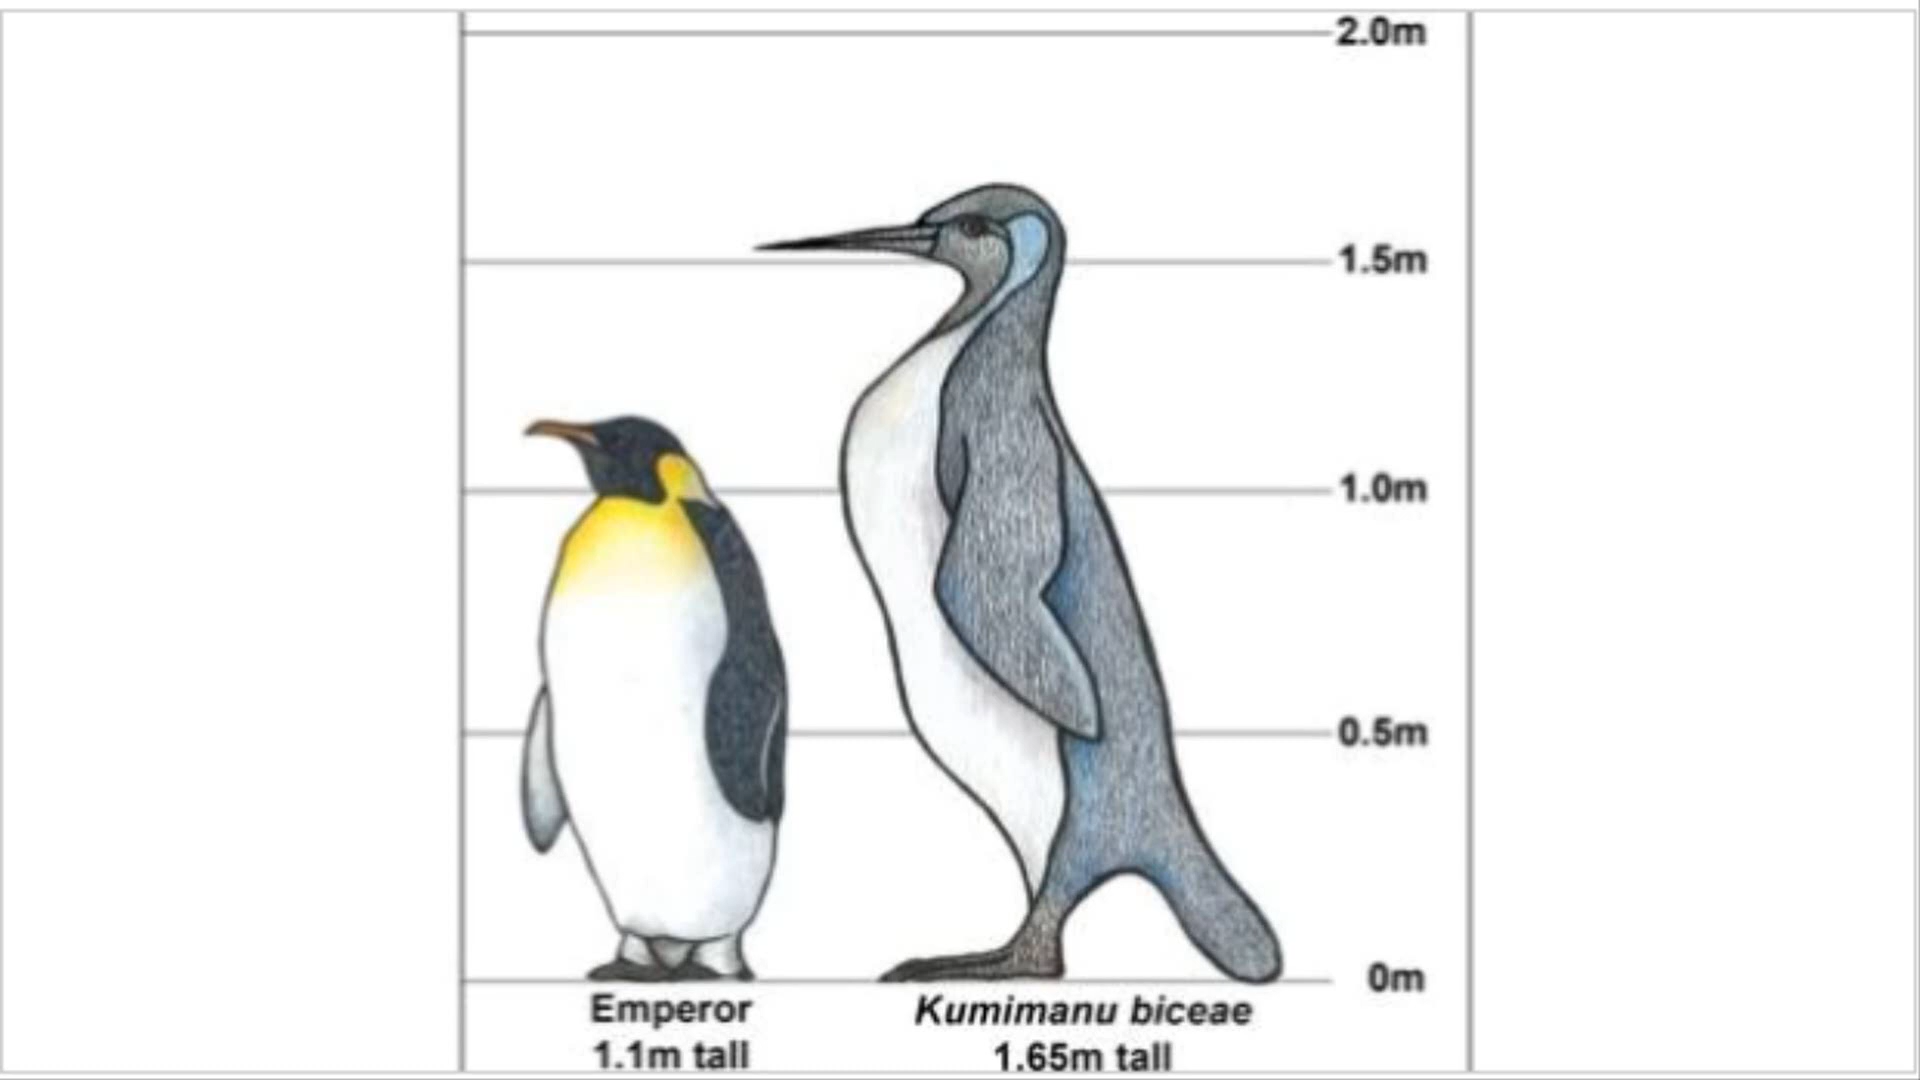 2.0m
1.5m
1.0m
0.5m
0m
Emperor
1.1m tall
Kumimanu biceae
1.65m tall